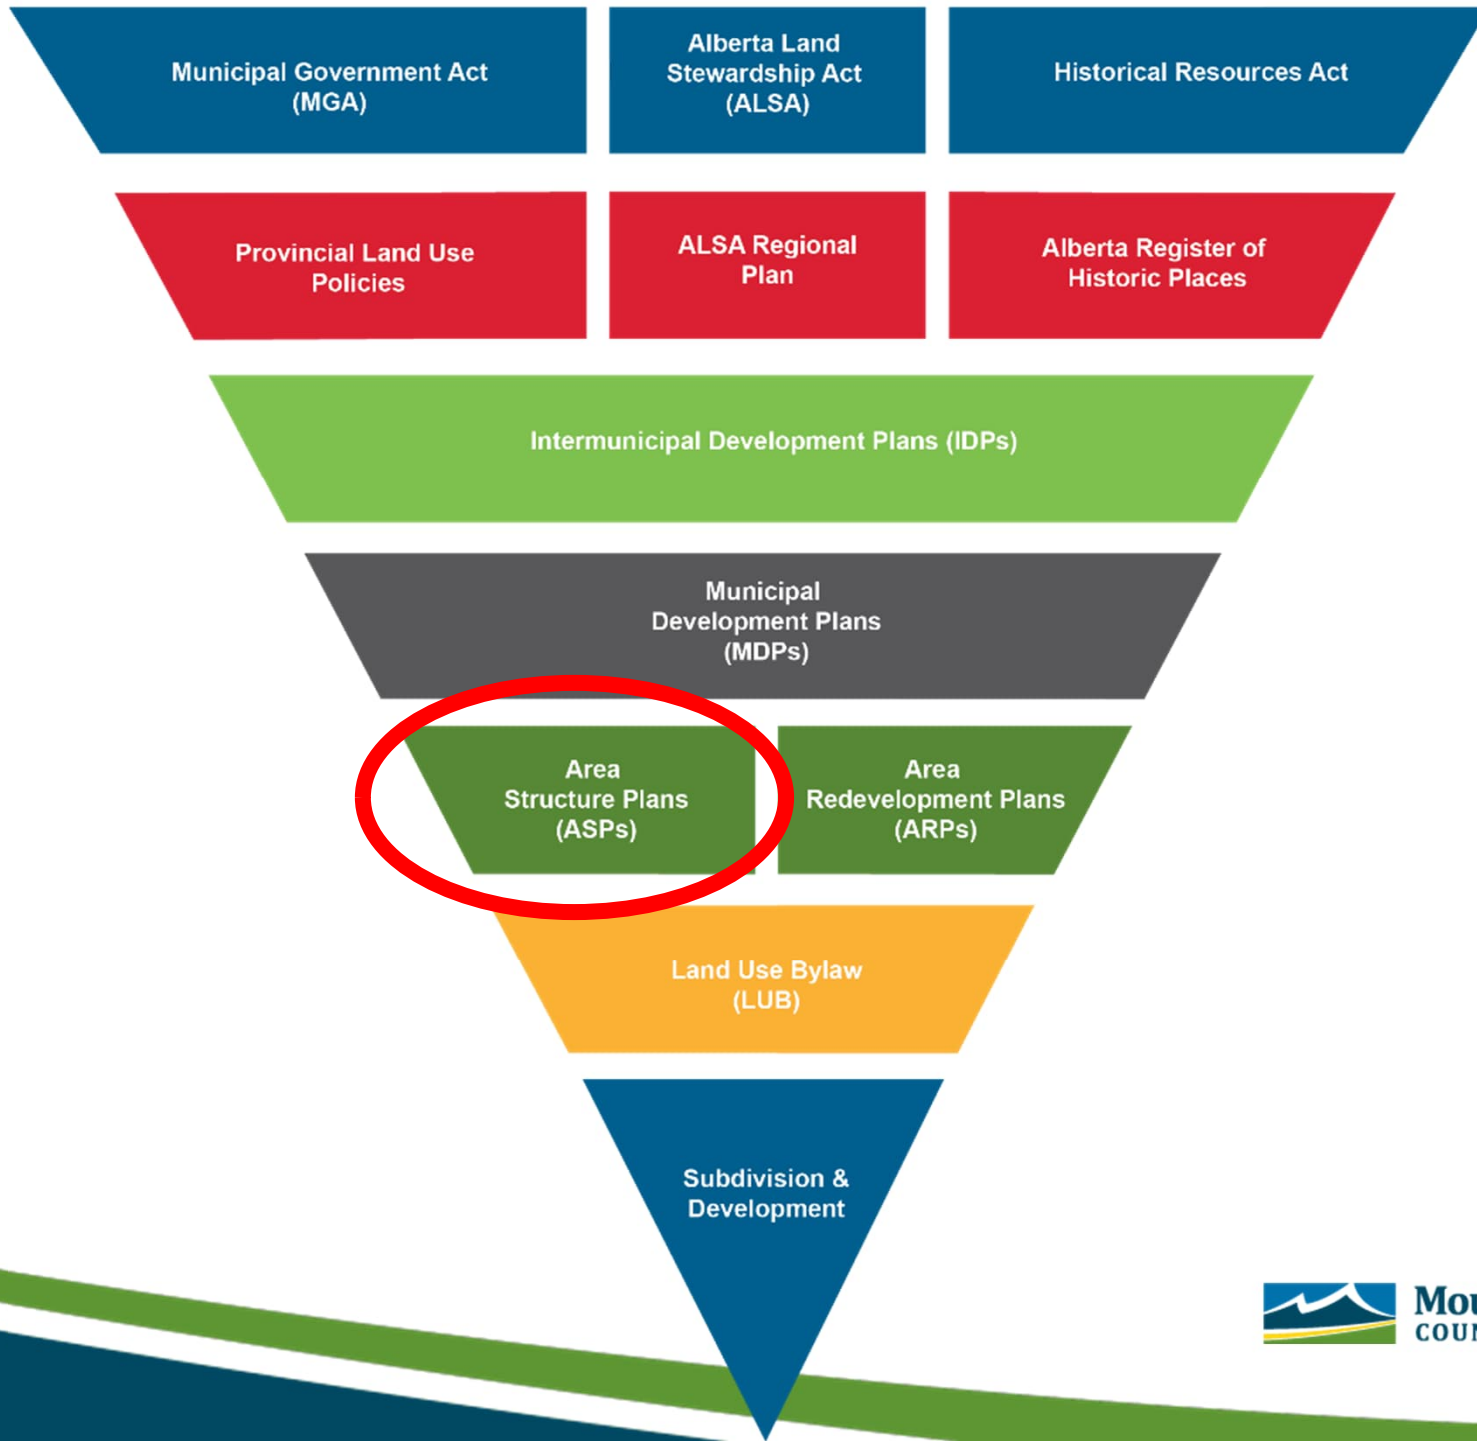 Municipal Government Act
(MGA)
Alberta Land
Stewardship Act
(ALSA)
Historical Resources Act
Provincial Land Use
Policies
ALSA Regional
Plan
Alberta Register of
Historic Places
Intermunicipal Development Plans (IDPs)
Municipal
Development Plans
(MDPs)
Area
Structure Plans
(ASPs)
Area
Redevelopment Plans
(ARPs)
Land Use Bylaw
(LUB)
Subdivision &
Development